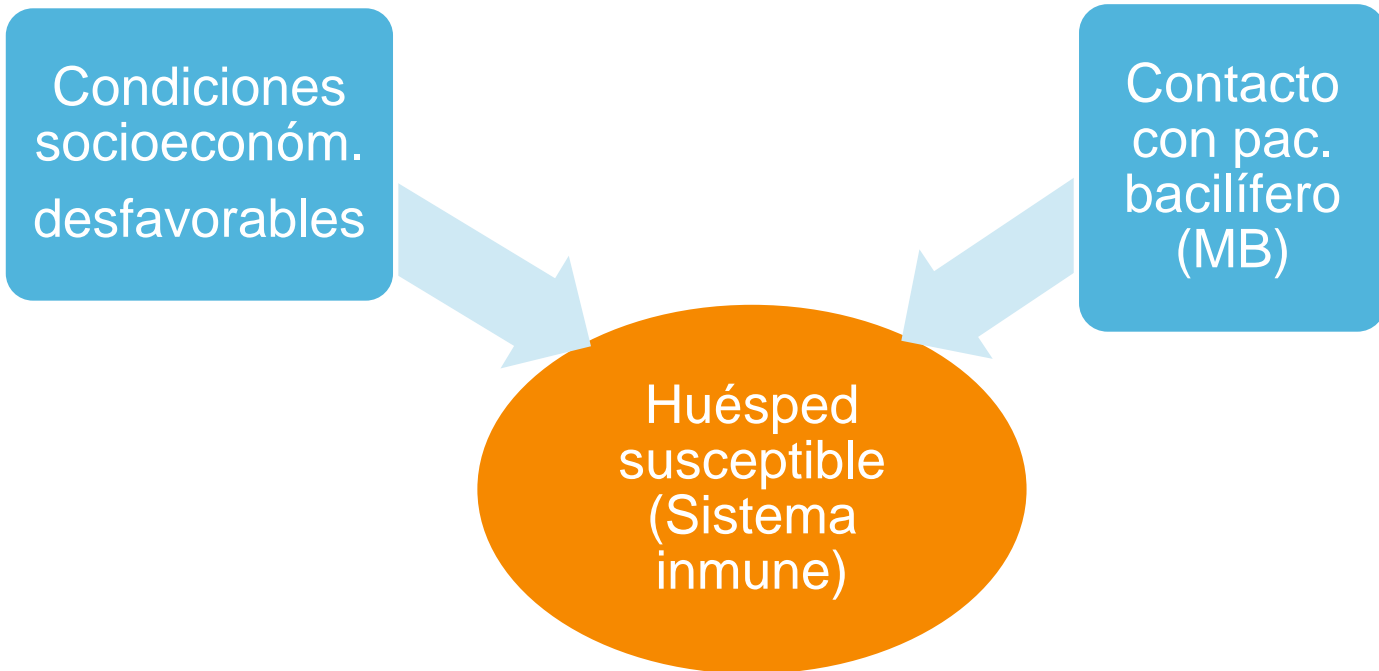 Condiciones
socioeconóm.
desfavorables
Contacto
con pac.
bacilífero
(MB)
Huésped
susceptible
(Sistema
inmune)